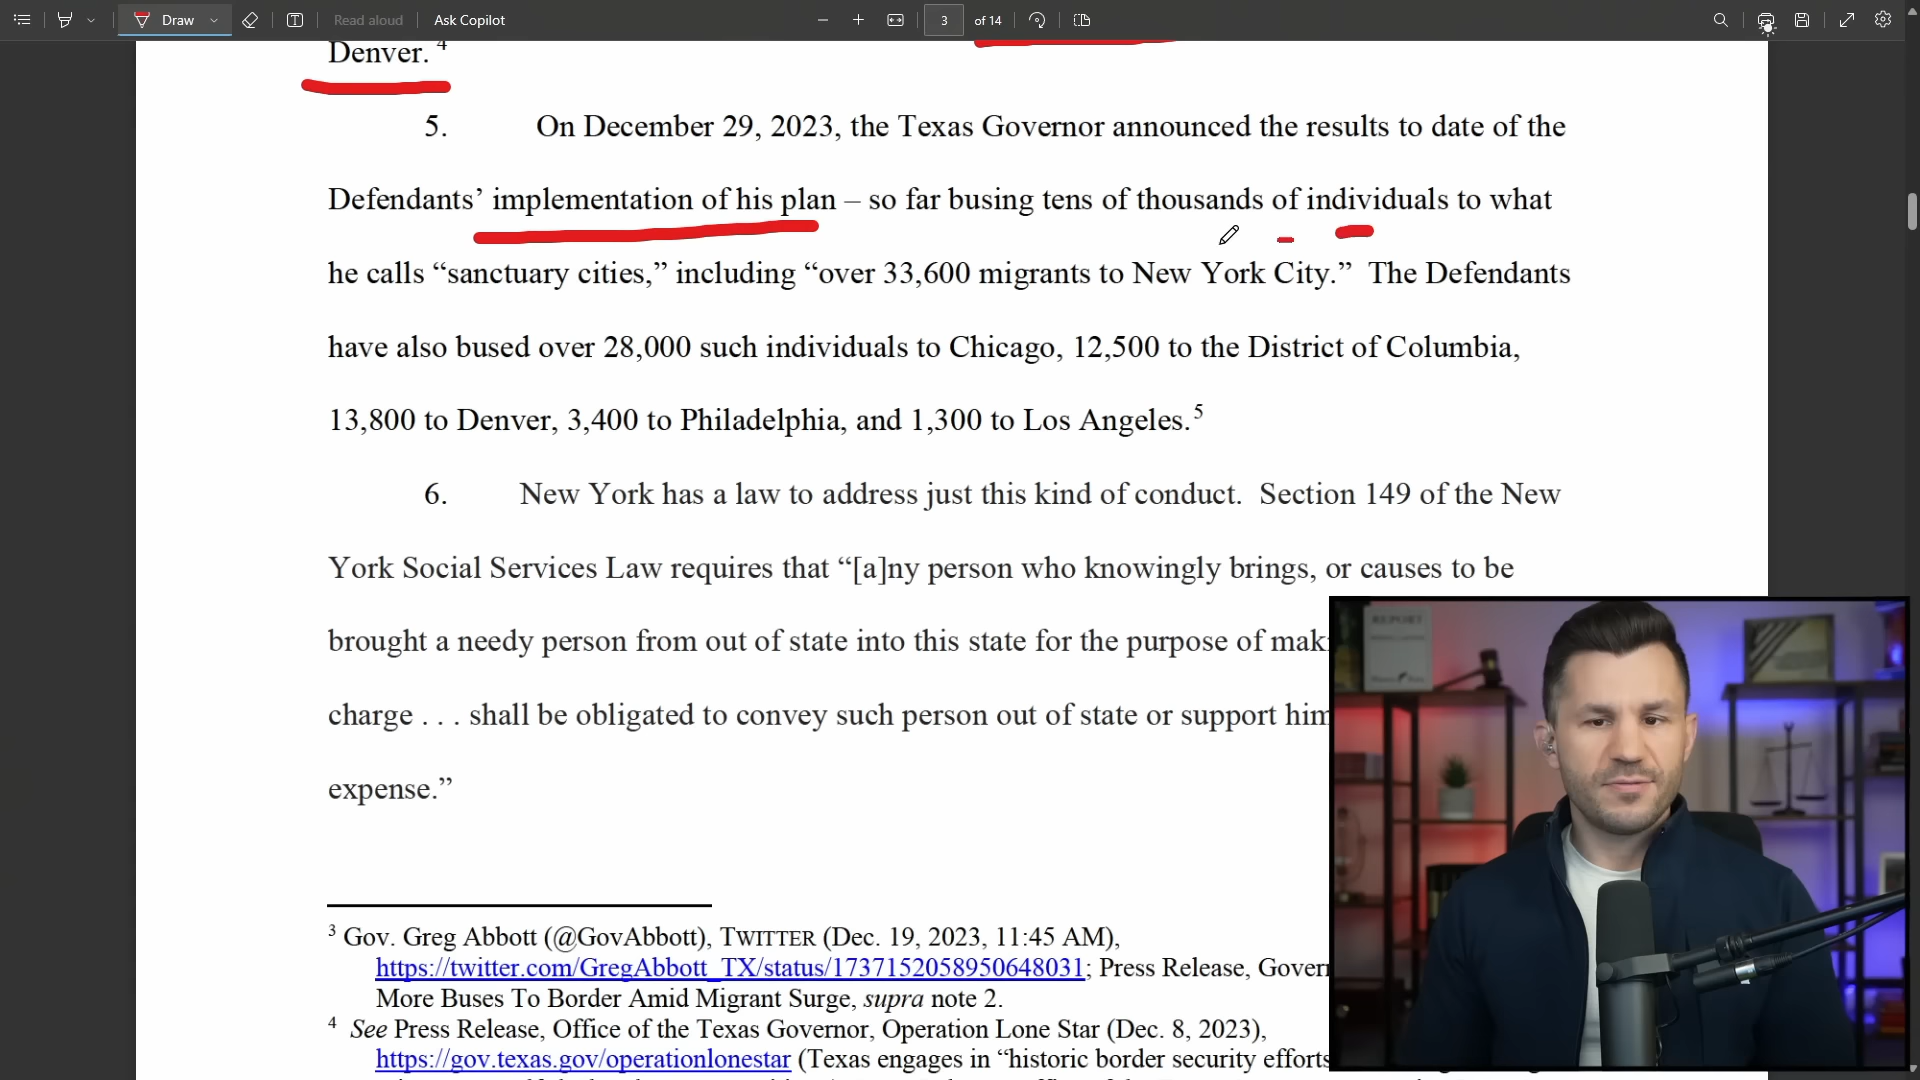 Draw
Read aloud
Ask Copilot
3
of 14
Denver. 4
5. On December 29, 2023, the Texas Governor announced the results to date of the
Defendants’ implementation of his plan – so far busing tens of thousands of individuals to what
he calls “sanctuary cities,” including “over 33,600 migrants to New York City.” The Defendants
have also bused over 28,000 such individuals to Chicago, 12,500 to the District of Columbia,
13,800 to Denver, 3,400 to Philadelphia, and 1,300 to Los Angeles.5
6. New York has a law to address just this kind of conduct. Section 149 of the New
York Social Services Law requires that “[a]ny person who knowingly brings, or causes to be
brought a needy person from out of state into this state for the purpose of maki
charge . . . shall be obligated to convey such person out of state or support him
expense.”
3 Gov. Greg Abbott (@GovAbbott), TWITTER (Dec. 19, 2023, 11:45 AM),
https://twitter.com/GregAbbott_TX/status/1737152058950648031; Press Release, Govern
More Buses To Border Amid Migrant Surge, supra note 2.
4 See Press Release, Office of the Texas Governor, Operation Lone Star (Dec. 8, 2023),
https://gov.texas.gov/operationlonestar (Texas engages in “historic border security efforts
REPORT